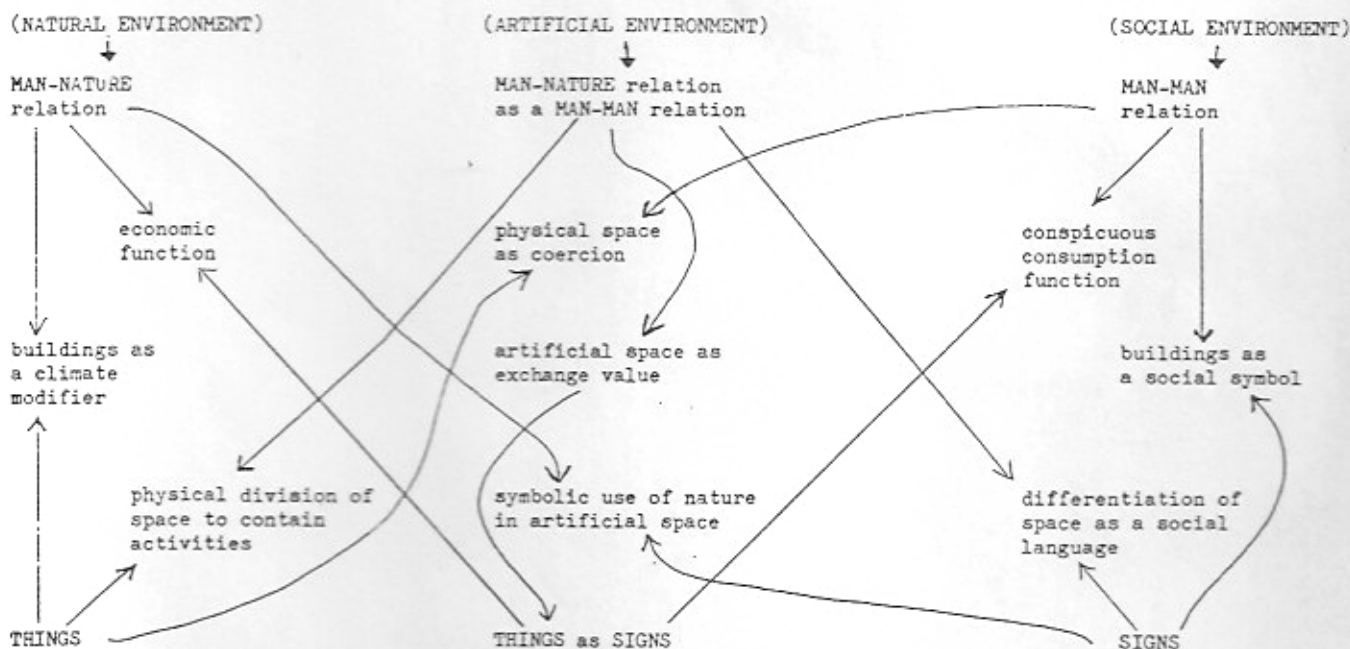 (NATURAL ENVIRONMENT)
(ARTIFICIAL ENVIRONMENT)
(SOCIAL ENVIRONMENT)
MAN-NATURE
relation
MAN-NATURE relation
as a MAN-MAN relation
MAN-MAN
relation
economic
function
physical space
as coercion
conspicuous
consumption
function
buildings as
a climate
modifier
artificial space as
exchange value
buildings as
a social symbol
physical division of
space to contain
activities
symbolic use of nature
in artificial space
differentiation of
space as a social
language
THINGS
THINGS as SIGNS
SIGNS